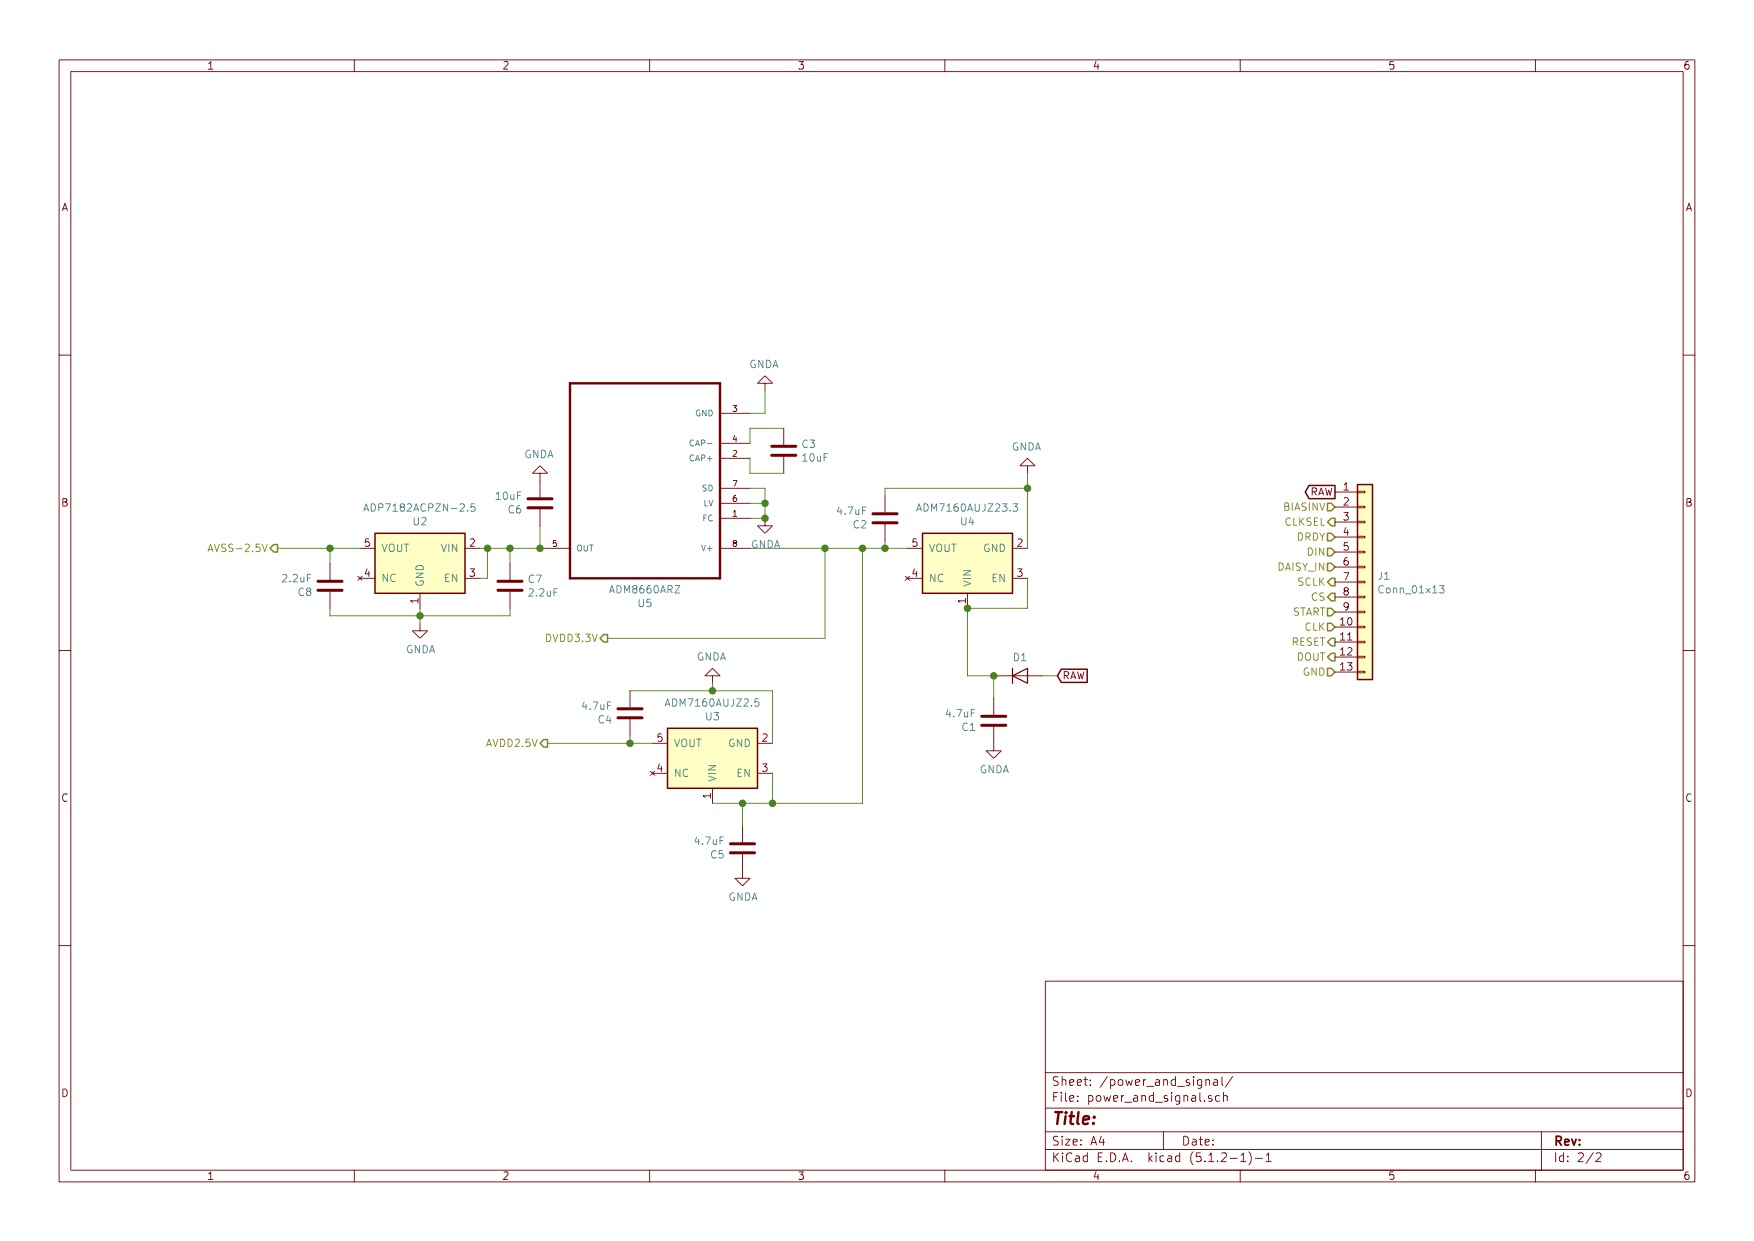 1 2 3 4 5 6
A A
GNDA
GND 3
CAP- 4
C3
10uF
CAP+ 2
GNDA
GNDA
SD 7
LV 6
FC 1
GNDA
V+ 8
5 OUT
ADM8660ARZ
U5
10uF
C6
ADP7182ACPZN-2.5
U2
AVSS-2.5V
5 VOUT VIN 2
4 NC GND EN 3
1
2.2uF
C8
C7
2.2uF
GNDA
DVDD3.3V
4.7uF
C2
ADM7160AUJZ23.3
U4
5 VOUT GND 2
4 NC VIN EN 3
1
D1
RAW
4.7uF
C1
GNDA
GNDA
ADM7160AUJZ2.5
U3
4.7uF
C4
AVDD2.5V
5 VOUT GND 2
4 NC VIN EN 3
1
4.7uF
C5
GNDA
B B
RAW 1
BIASINV 2
CLKSEL 3
DRDY 4
DIN 5
DAISY_IN 6
SCLK 7
CS 8
START 9
CLK 10
RESET 11
DOUT 12
GND 13
J1
Conn_01x13
C C
D D
Sheet: /power_and_signal/
File: power_and_signal.sch
Title:
Size: A4 Date: Rev:
KiCad E.D.A. kicad (5.1.2-1)-1 Id: 2/2
1 2 3 4 5 6